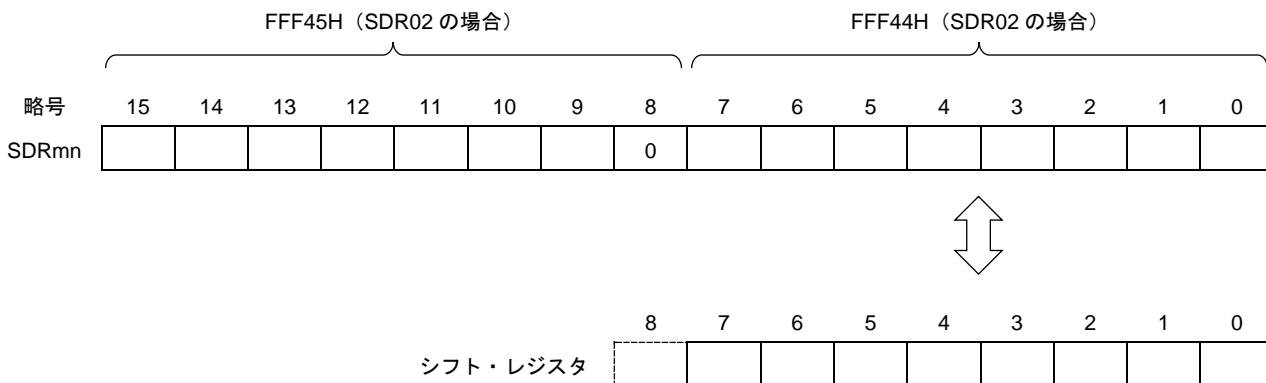 FFF45H（SDR02 の場合） FFF44H（SDR02 の場合）
略号 15 14 13 12 11 10 9 8 7 6 5 4 3 2 1 0
SDRmn 0
8 7 6 5 4 3 2 1 0
シフト・レジスタ